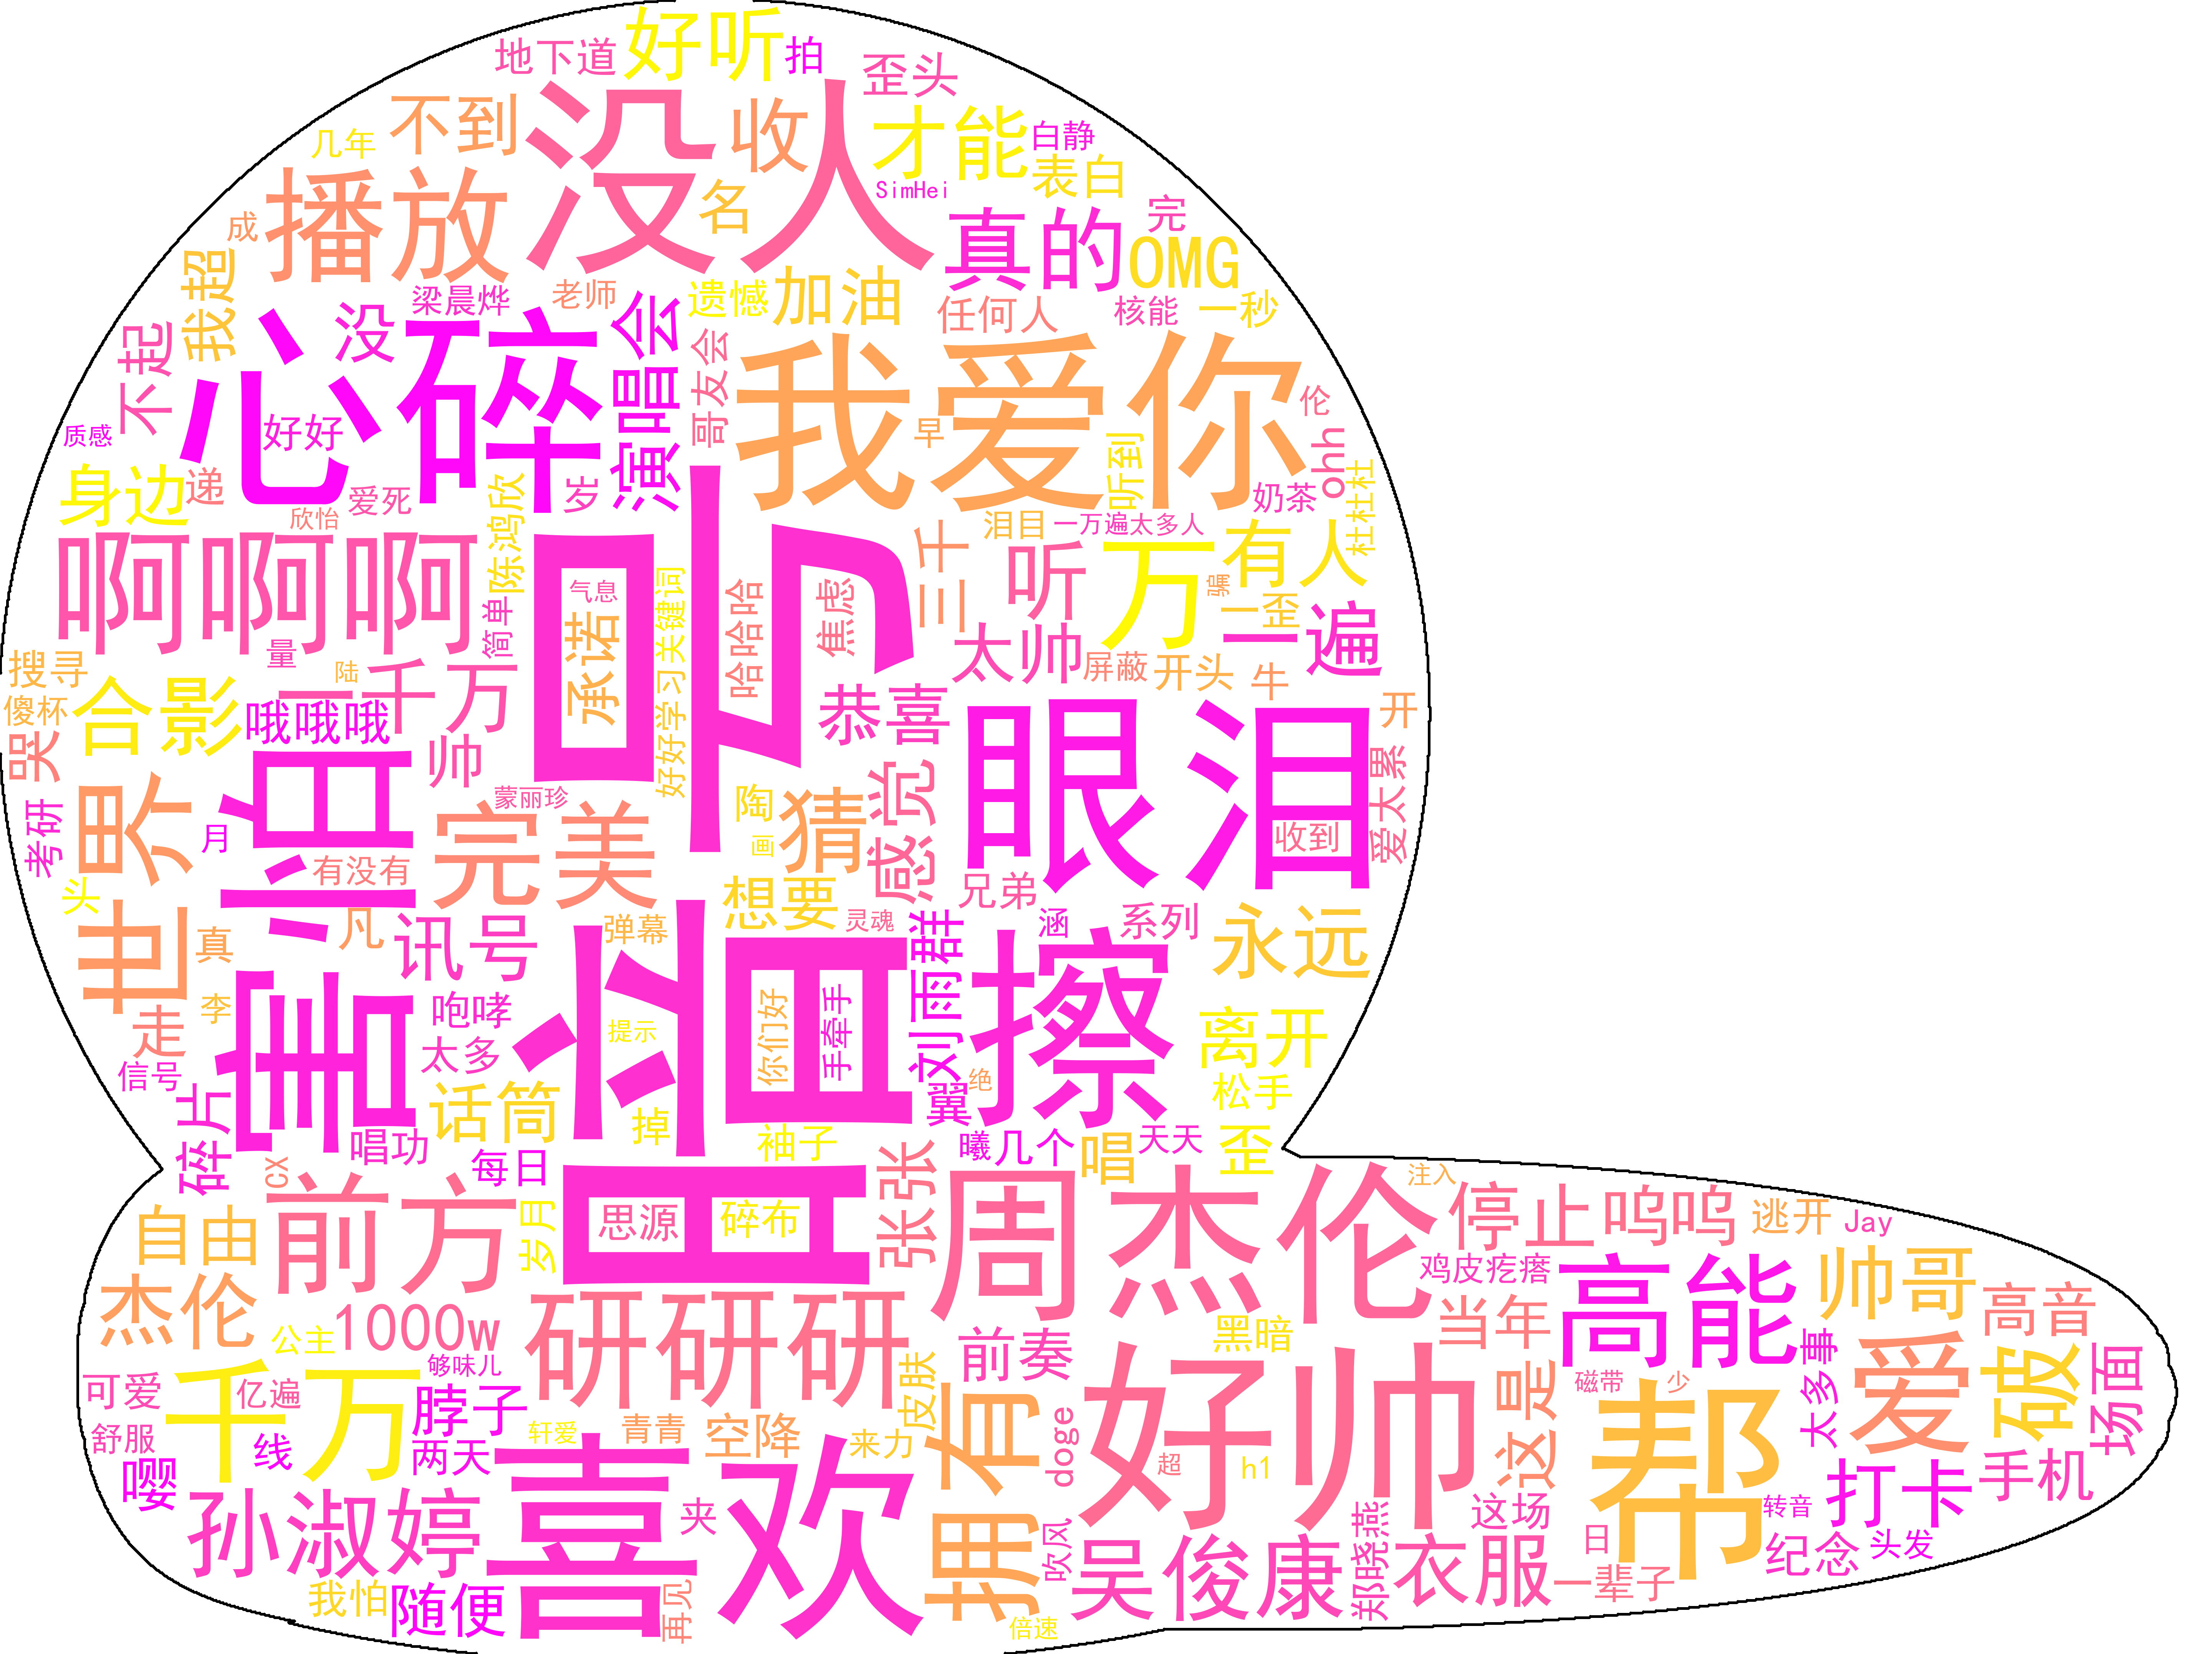 地下道
好听
拍
歪头
几年
不到
没人
收
才能
白静
表白
SimHei
成
播放
名
真的
完
OMG
我超
梁晨烨
老师
遗憾
加油
任何人
核能
一秒
不起
没
心碎
演唱会
哥友会
我爱你
早
伦
质感
好好
听到
ohh
身边
递
爱死
欣怡
陈鸿欣
岁
奶茶
杜杜杜
三千
泪目
一万遍太多人
啊啊啊
叫
气息
承诺
好好学习关键词
哈哈哈哈
焦虑
听
万
有人
骗
一歪
一遍
简单
量
陆
太帅
屏蔽
开头
牛
搜寻
傻杯
合影
哦哦哦
一千万
帅
恭喜
眼泪
开
哭
考研
世界
害怕
月
蒙丽珍
完美
陶
画
猜
感觉
收到
爱太累
头
有没有
想要
兄弟
凡
讯号
弹幕
灵魂
刘雨群
涵
系列
永远
真
李
走
咆哮
擦
信号
太多
提示
你们好
手牵手
离开
碎片
话筒
掉
翼
绝
松手
唱功
袖子
曦
几个
唱
天天
歪
cx
每日
前方
岁月
思源
碎布
张张
周杰伦
注入
停止
呜呜
逃开
Jay
自由
杰伦
公主
1000w
研研研
前奏
黑暗
鸡皮疙瘩
当年
高能
帅哥
高音
可爱
千万
亿遍
够味儿
脖子
皮肤
拥有
好帅
这是
磁带
少
帮
太多事
爱
破
场面
舒服
线
两天
轩爱
青青
空降
来力
doge
超
h1
嘤
孙淑婷
喜欢
夹
吹风
吴俊康
郑晓燕
这场
衣服
日
转音
打卡
手机
纪念
头发
我怕
随便
再见
倍速
一辈子